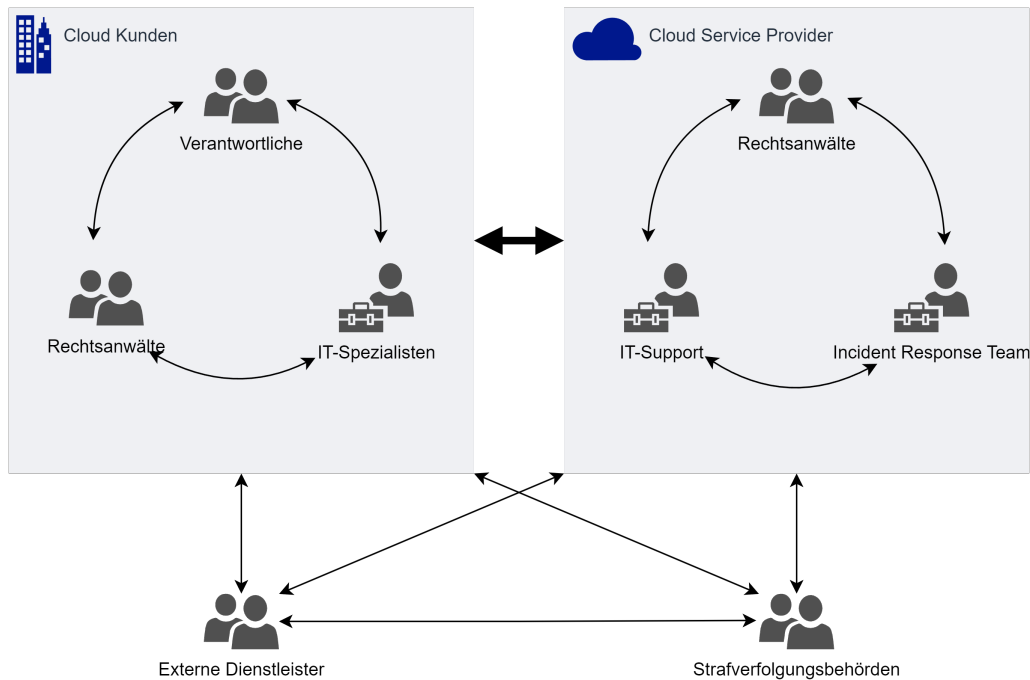 Cloud Kunden
Cloud Service Provider
Verantwortliche
Rechtsanwälte
Rechtsanwälte
IT-Spezialisten
IT-Support
Incident Response Team
Externe Dienstleister
Strafverfolgungsbehörden